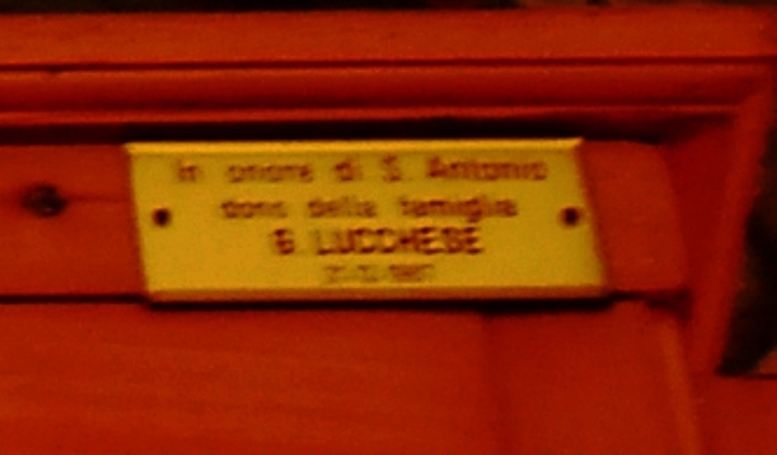 In onore di S. Antonio
dono della famiglia
G. LUCCHESE